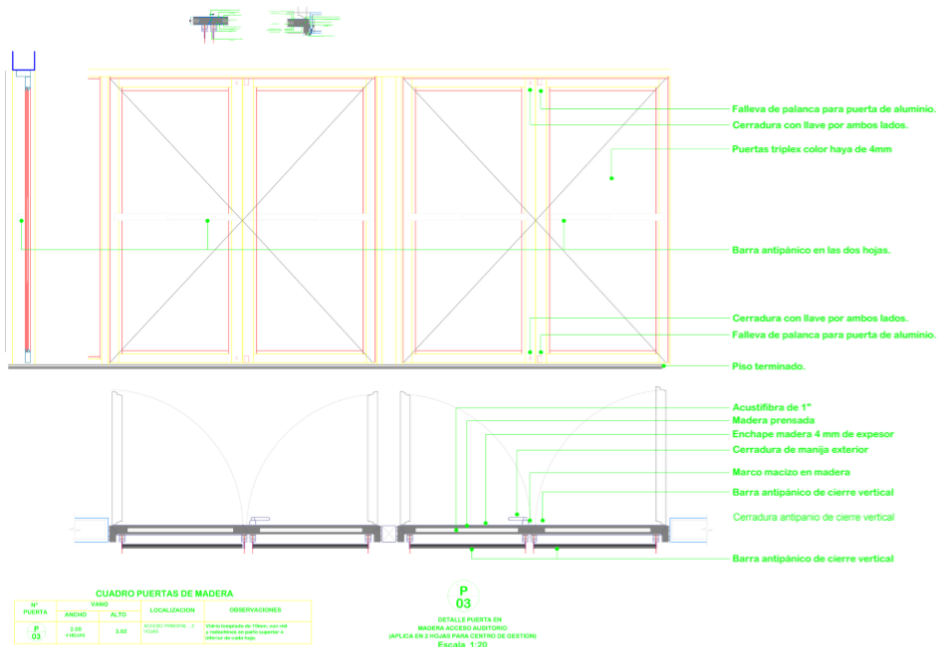 Falleva de palanca para puerta de aluminio.
Cerradura con llave por ambos lados.
Puertas triplex color haya de 4mm
Barra antipánico en las dos hojas.
Cerradura con llave por ambos lados.
Falleva de palanca para puerta de aluminio.
Piso terminado.
Acustifibra de 1"
Madera prensada
Enchape madera 4 mm de expesor
Cerradura de manija exterior
Marco macizo en madera
Barra antipánico de cierre vertical
Cerradura antipanio de cierre vertical
Barra antipánico de cierre vertical
CUADRO PUERTAS DE MADERA
N° PUERTA
VANO
ANCHO
ALTO
LOCALIZACION
OBSERVACIONES
P
03
P
03
DETALLE PUERTA EN
MADERA ACCESO AUDITORIO
(APLICA EN 2 HOJAS PARA CENTRO DE GESTION)
Escala 1:20